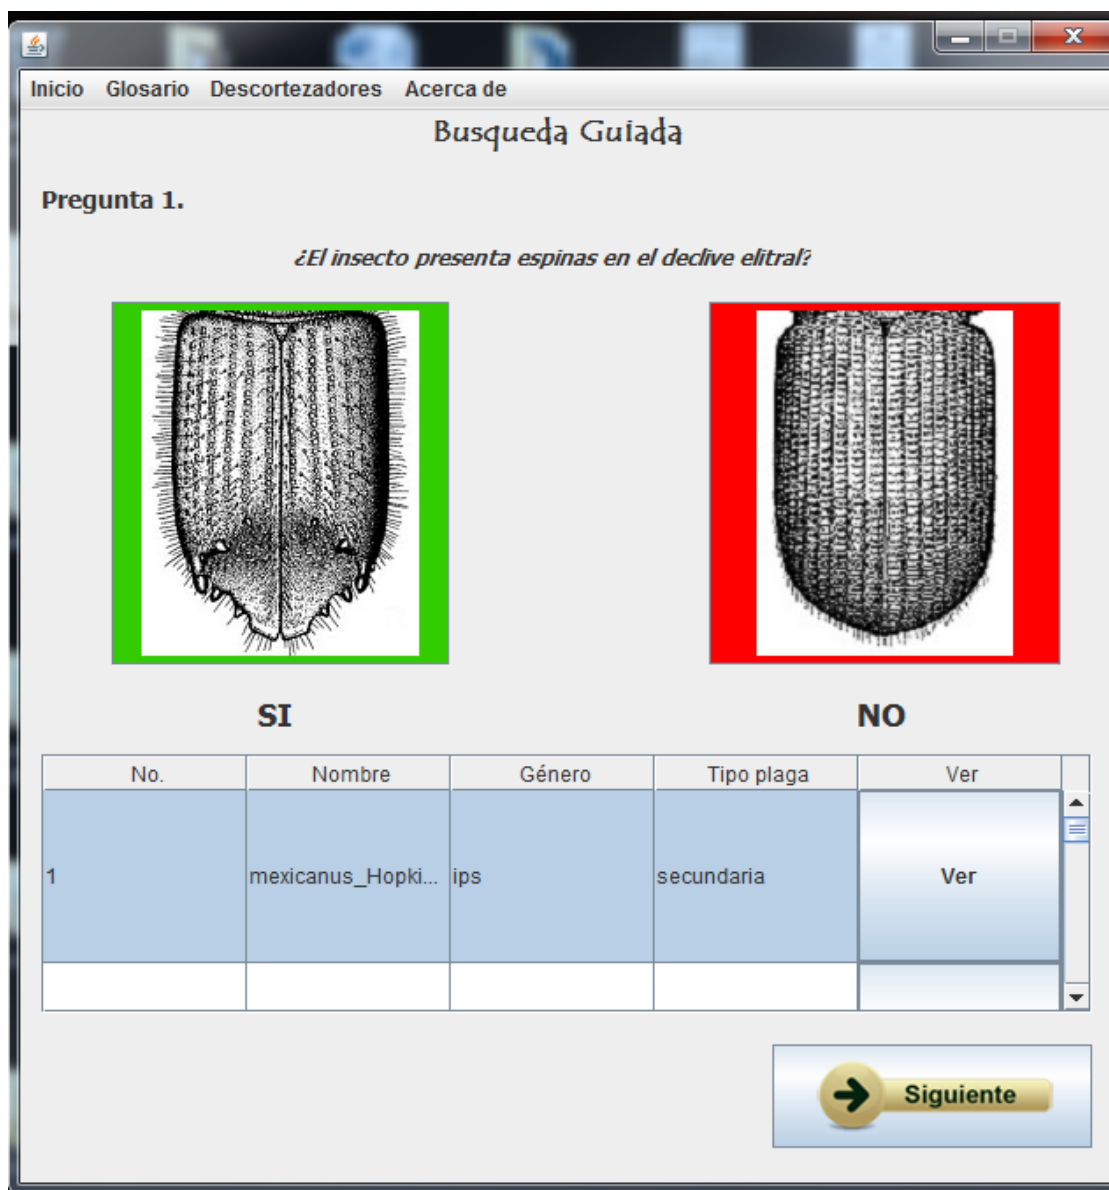 Inicio Glosario Descortezadores Acerca de
Busqueda Guiada
Pregunta 1.
¿El insecto presenta espinas en el declive elitral?
SI NO
No. Nombre Género Tipo plaga Ver
1 mexicanus_Hopki... ips secundaria Ver
Siguiente